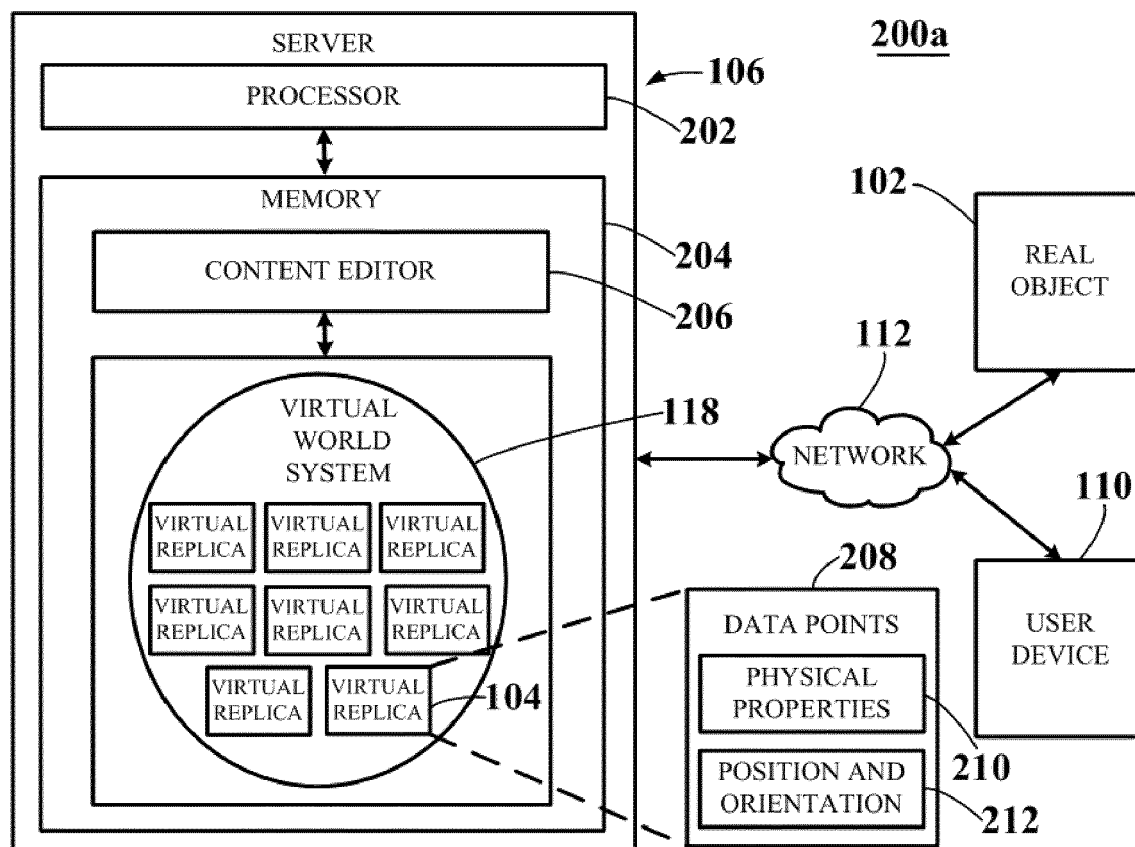 200a
SERVER
106
PROCESSOR
202
MEMORY
204
CONTENT EDITOR
206
VIRTUAL
WORLD
SYSTEM
118
VIRTUAL
REPLICA
VIRTUAL
REPLICA
VIRTUAL
REPLICA
VIRTUAL
REPLICA
VIRTUAL
REPLICA
VIRTUAL
REPLICA
VIRTUAL
REPLICA
VIRTUAL
REPLICA
104
112
NETWORK
102
REAL
OBJECT
110
USER
DEVICE
208
DATA POINTS
PHYSICAL
PROPERTIES
210
POSITION AND
ORIENTATION
212